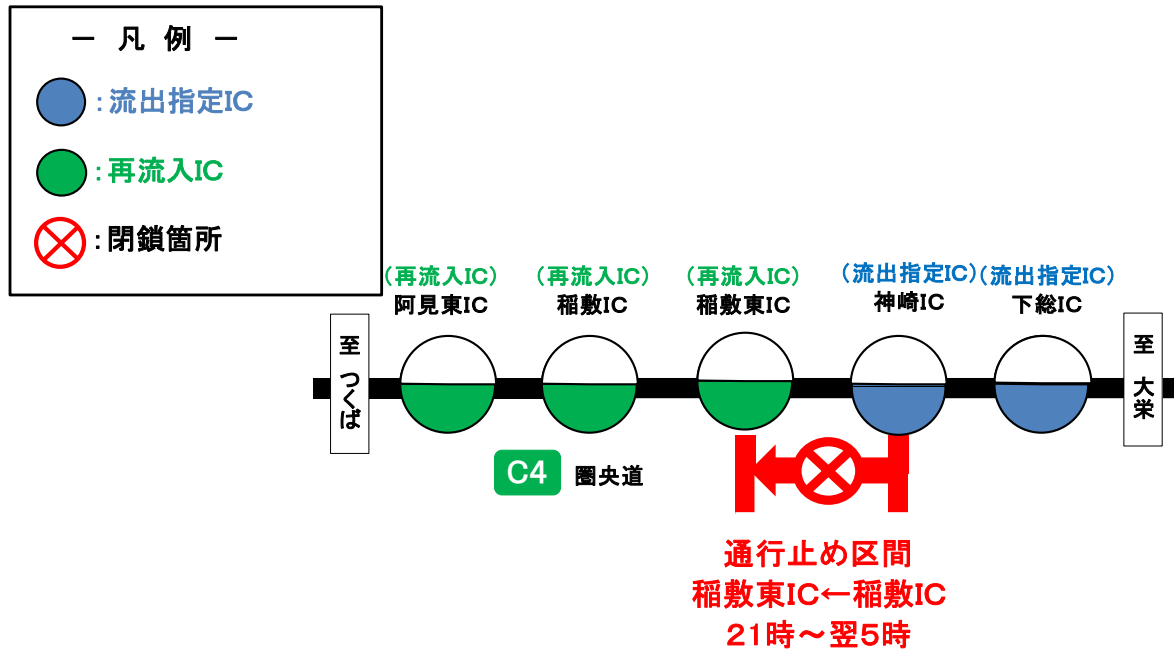 － 凡 例 －
：流出指定IC
：再流入IC
：閉鎖箇所
（再流入IC）
阿見東IC
（再流入IC）
稲敷IC
（再流入IC）
稲敷東IC
（流出指定IC）
神崎IC
（流出指定IC）
下総IC
至 つくば
至 大栄
C4 圏央道
通行止め区間
稲敷東IC←稲敷IC
21時～翌5時